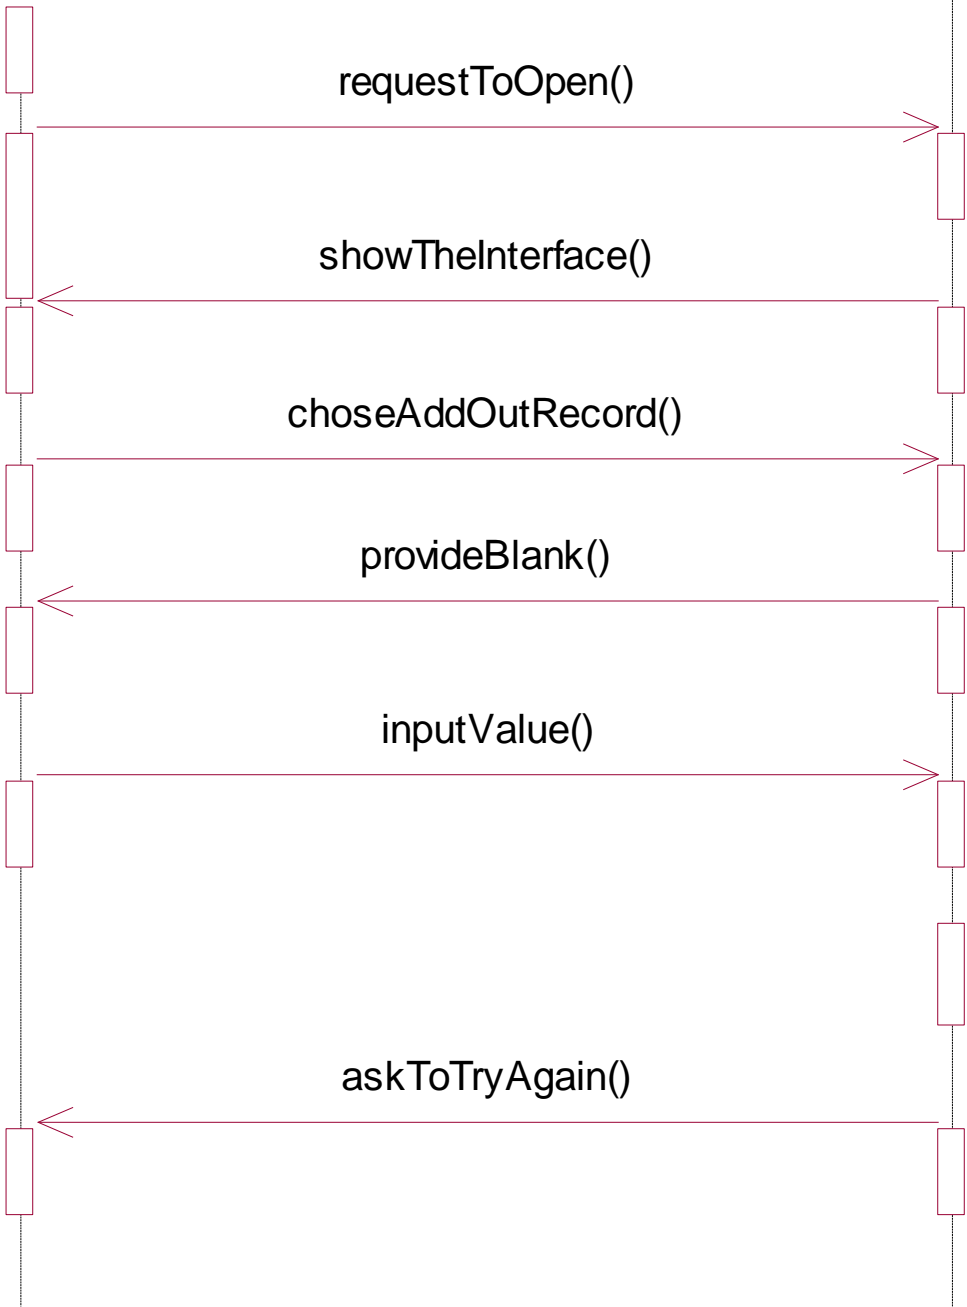 requestToOpen()
showTheInterface()
choseAddOutRecord()
provideBlank()
inputValue()
askToTryAgain()